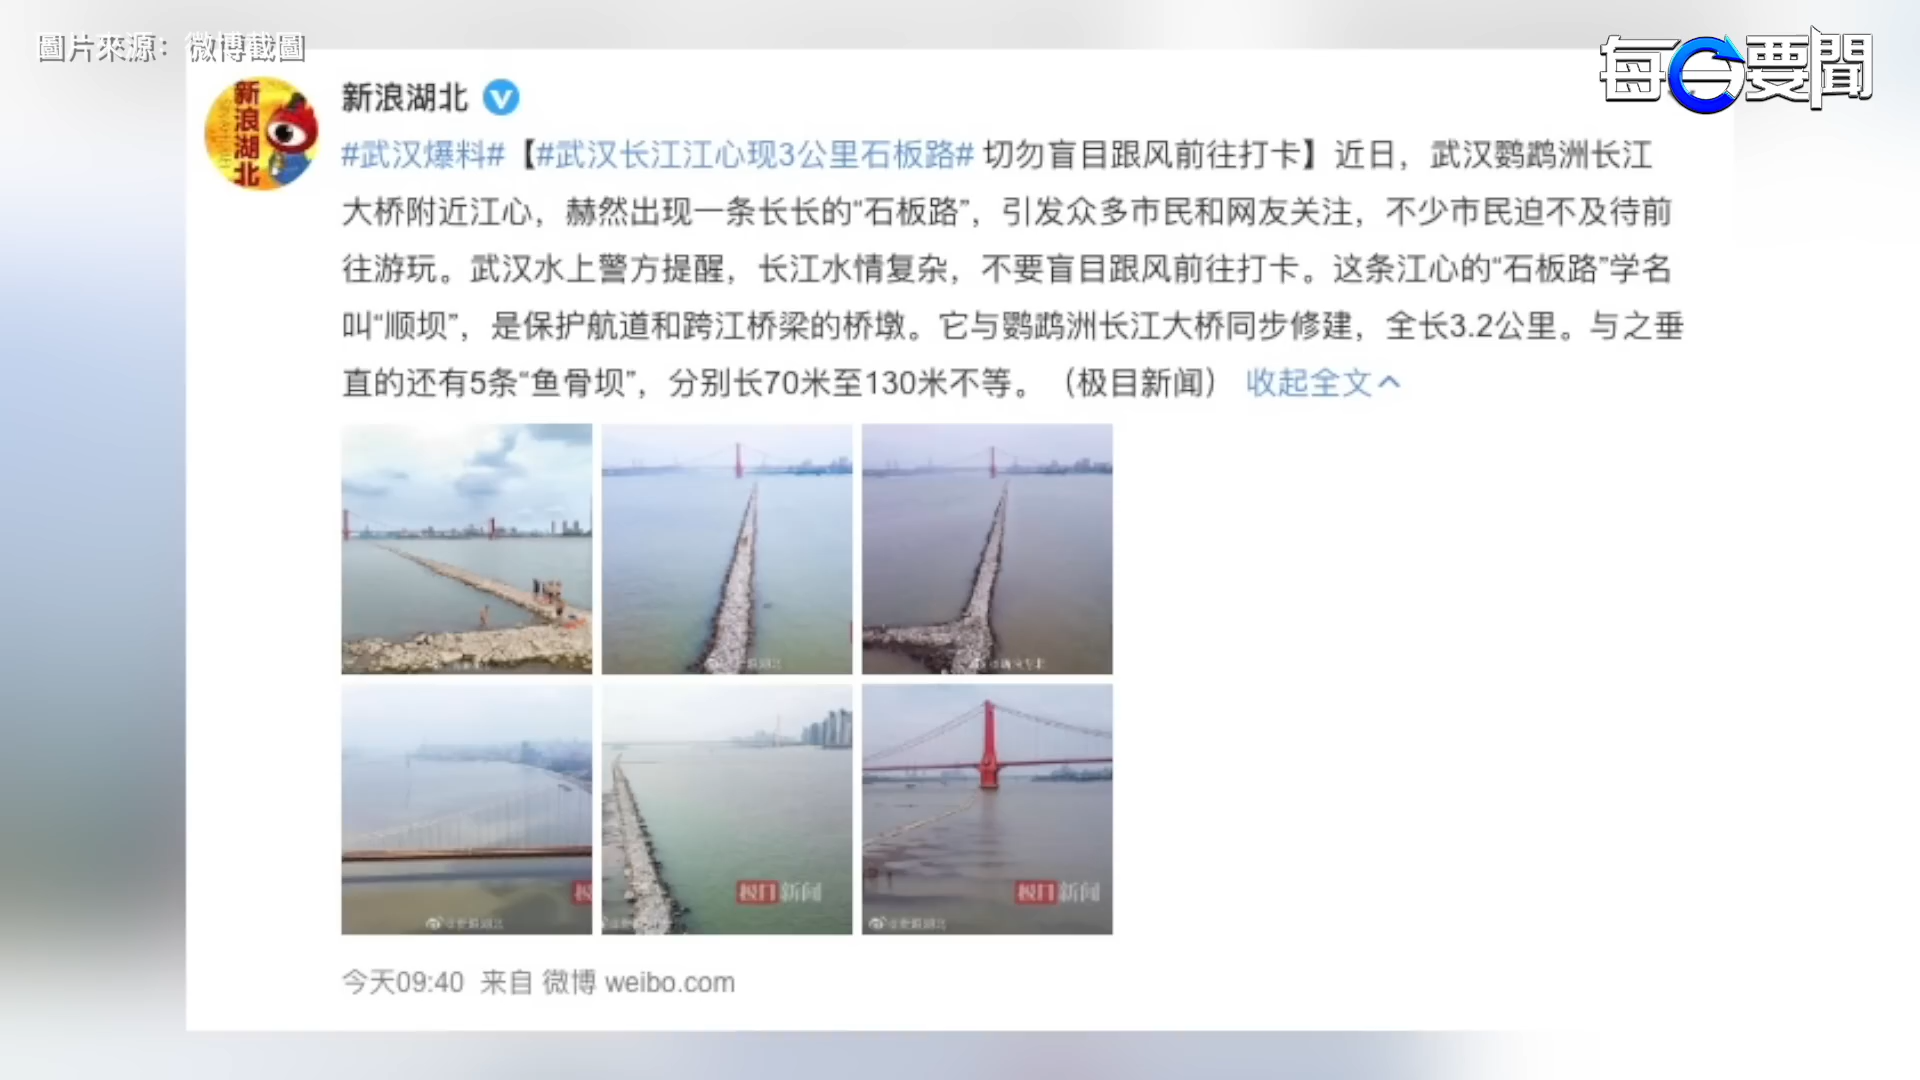 圖片來源：微博截圖
每日要聞
新浪湖北
新浪湖北
#武汉爆料#【#武汉长江江心现3公里石板路# 切勿盲目跟风前往打卡】近日，武汉鹦鹉洲长江
大桥附近江心，赫然出现一条长长的“石板路”，引发众多市民和网友关注，不少市民迫不及待前
往游玩。武汉水上警方提醒，长江水情复杂，不要盲目跟风前往打卡。这条江心的“石板路”学名
叫“顺坝”，是保护航道和跨江桥梁的桥墩。它与鹦鹉洲长江大桥同步修建，全长3.2公里。与之垂
直的还有5条“鱼骨坝”，分别长70米至130米不等。（极目新闻） 收起全文
极目新闻
极目新闻
今天09:40 来自 微博 weibo.com